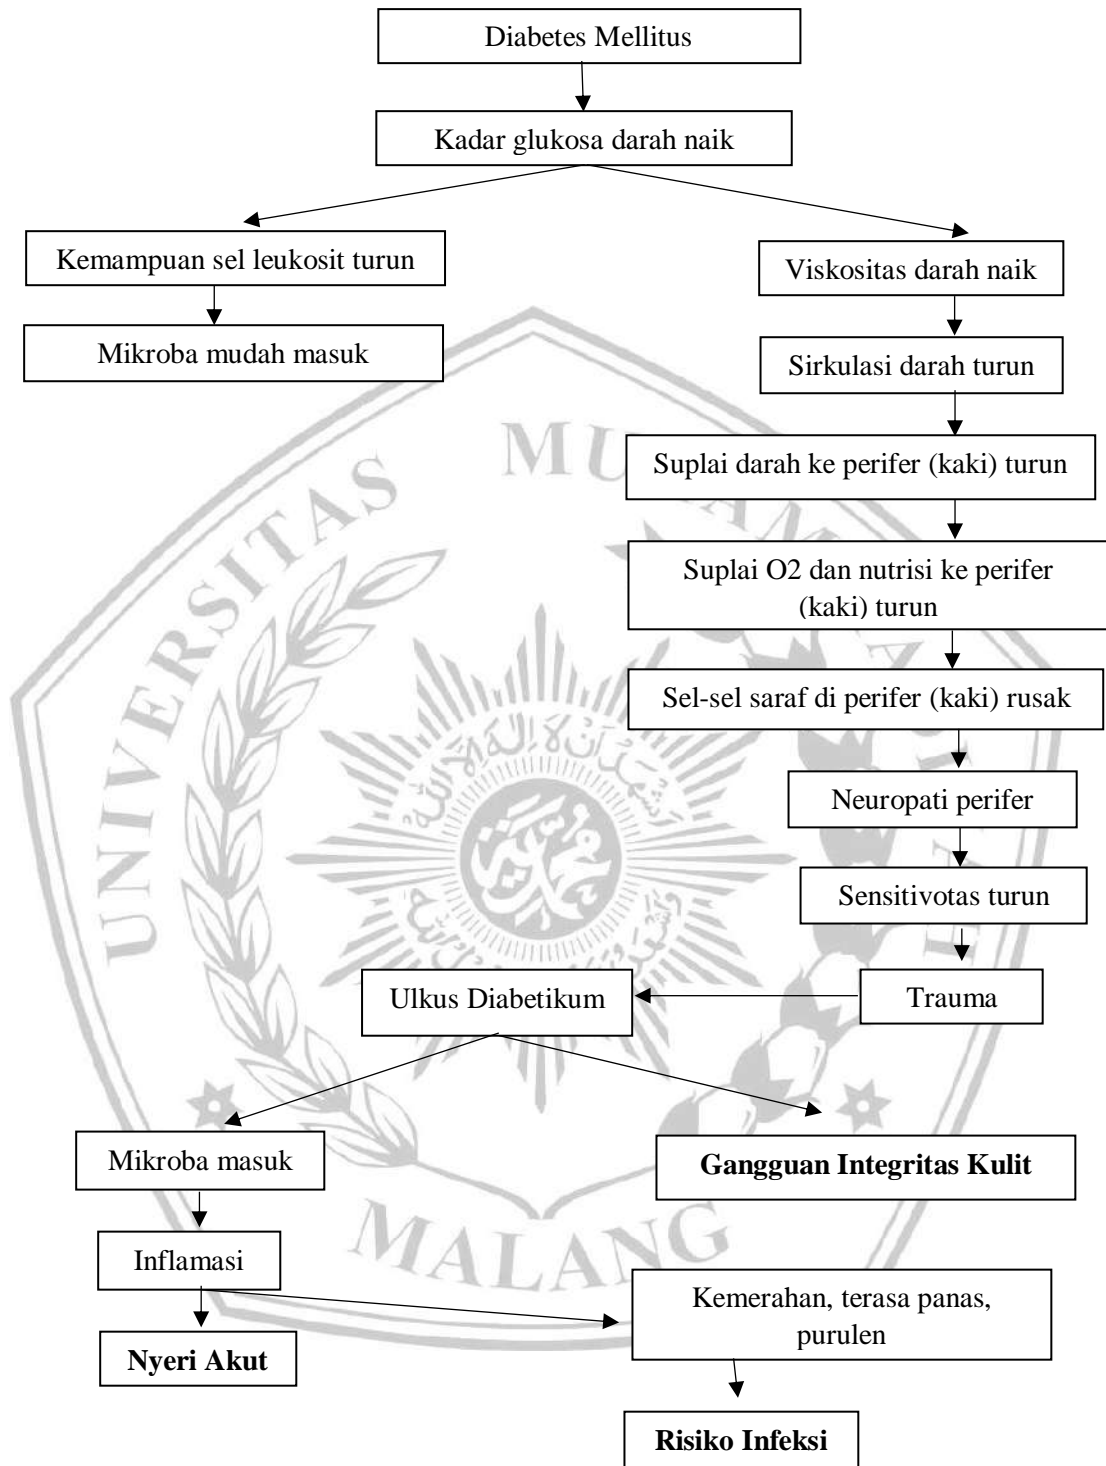 Diabetes Mellitus
Kadar glukosa darah naik
Kemampuan sel leukosit turun
Viskositas darah naik
Mikroba mudah masuk
Sirkulasi darah turun
Suplai darah ke perifer (kaki) turun
Suplai O2 dan nutrisi ke perifer
(kaki) turun
Sel-sel saraf di perifer (kaki) rusak
Neuropati perifer
Sensitivotas turun
Ulkus Diabetikum
Trauma
Mikroba masuk
Gangguan Integritas Kulit
Inflamasi
Kemerahan, terasa panas,
purulen
Nyeri Akut
Risiko Infeksi
UNIVERSITAS
MALANG